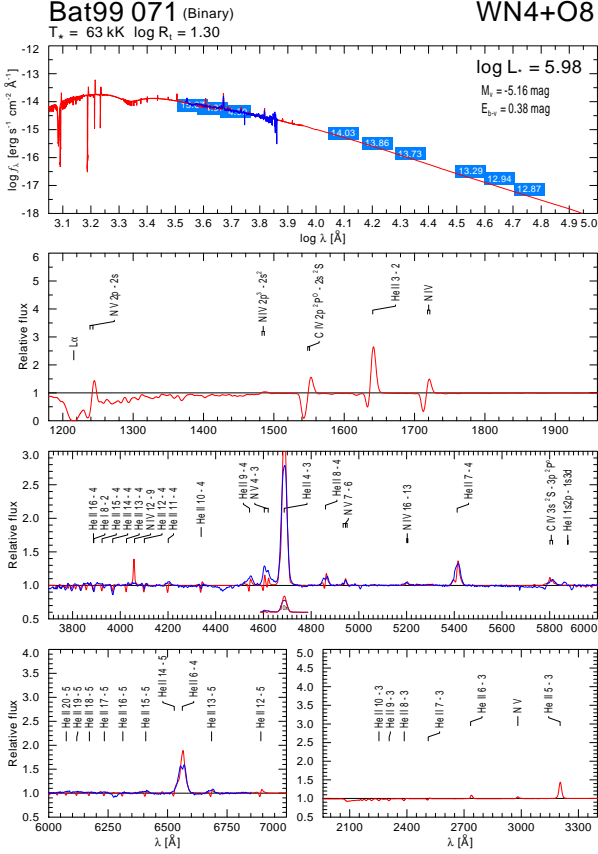 Bat99 071 (Binary) WN4+O8
T* = 63 kK log Rt = 1.30
log L* = 5.98
Mv = -5.16 mag
Eb-v = 0.38 mag
14.03
13.86
13.73
13.29
12.94
12.87
-12
-13
-14
-15
-16
-17
-18
log fλ [erg s-1 cm-2 Å-1]
3.1 3.2 3.3 3.4 3.5 3.6 3.7 3.8 3.9 4.0 4.1 4.2 4.3 4.4 4.5 4.6 4.7 4.8 4.9 5.0
log λ [Å]
6
5
4
3
2
1
0
Relative flux
Lα
N V 2p - 2s
N IV 2p3 - 2s2
C IV 2p 2P0 - 2s 2S
He II 3 - 2
N IV
1200 1300 1400 1500 1600 1700 1800 1900
3.0
2.5
2.0
1.5
1.0
0.5
Relative flux
He II 16 - 4
He I 8 - 2
He II 15 - 4
He II 14 - 4
He II 13 - 4
N IV 12 - 9
He II 12 - 4
He II 11 - 4
He II 10 - 4
He II 9 - 4
N V 4 - 3
He II 4 - 3
He II 8 - 4
N V 7 - 6
N IV 16 - 13
He II 7 - 4
C IV 3s 2S - 3p 2P0
He I 1s2p - 1s3d
3800 4000 4200 4400 4600 4800 5000 5200 5400 5600 5800 6000
4.0
3.5
3.0
2.5
2.0
1.5
1.0
0.5
Relative flux
He II 20 - 5
He II 19 - 5
He II 18 - 5
He II 17 - 5
He II 16 - 5
He II 15 - 5
He II 14 - 5
He II 6 - 4
He II 13 - 5
He II 12 - 5
6000 6250 6500 6750 7000
λ [Å]
5.0
4.5
4.0
3.5
3.0
2.5
2.0
1.5
1.0
0.5
He II 10 - 3
He II 9 - 3
He II 8 - 3
He II 7 - 3
He II 6 - 3
N V
He II 5 - 3
2100 2400 2700 3000 3300
λ [Å]